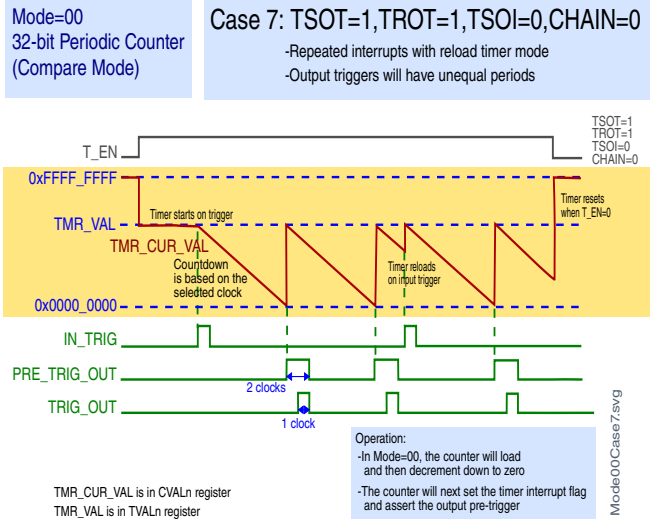 Mode=00
32-bit Periodic Counter
(Compare Mode)
Case 7: TSOT=1,TROT=1,TSOI=0,CHAIN=0
-Repeated interrupts with reload timer mode
-Output triggers will have unequal periods
TSOT=1
TROT=1
TSOI=0
CHAIN=0
T_EN
0xFFFF_FFFF
Timer resets
when T_EN=0
TMR_VAL
Timer starts on trigger
TMR_CUR_VAL
Countdown
is based on the
selected clock
Timer reloads
on input trigger
0x0000_0000
IN_TRIG
PRE_TRIG_OUT
2 clocks
TRIG_OUT
1 clock
Operation:
-In Mode=00, the counter will load
and then decrement down to zero
-The counter will next set the timer interrupt flag
and assert the output pre-trigger
TMR_CUR_VAL is in CVALn register
TMR_VAL is in TVALn register
Mode00Case7.svg